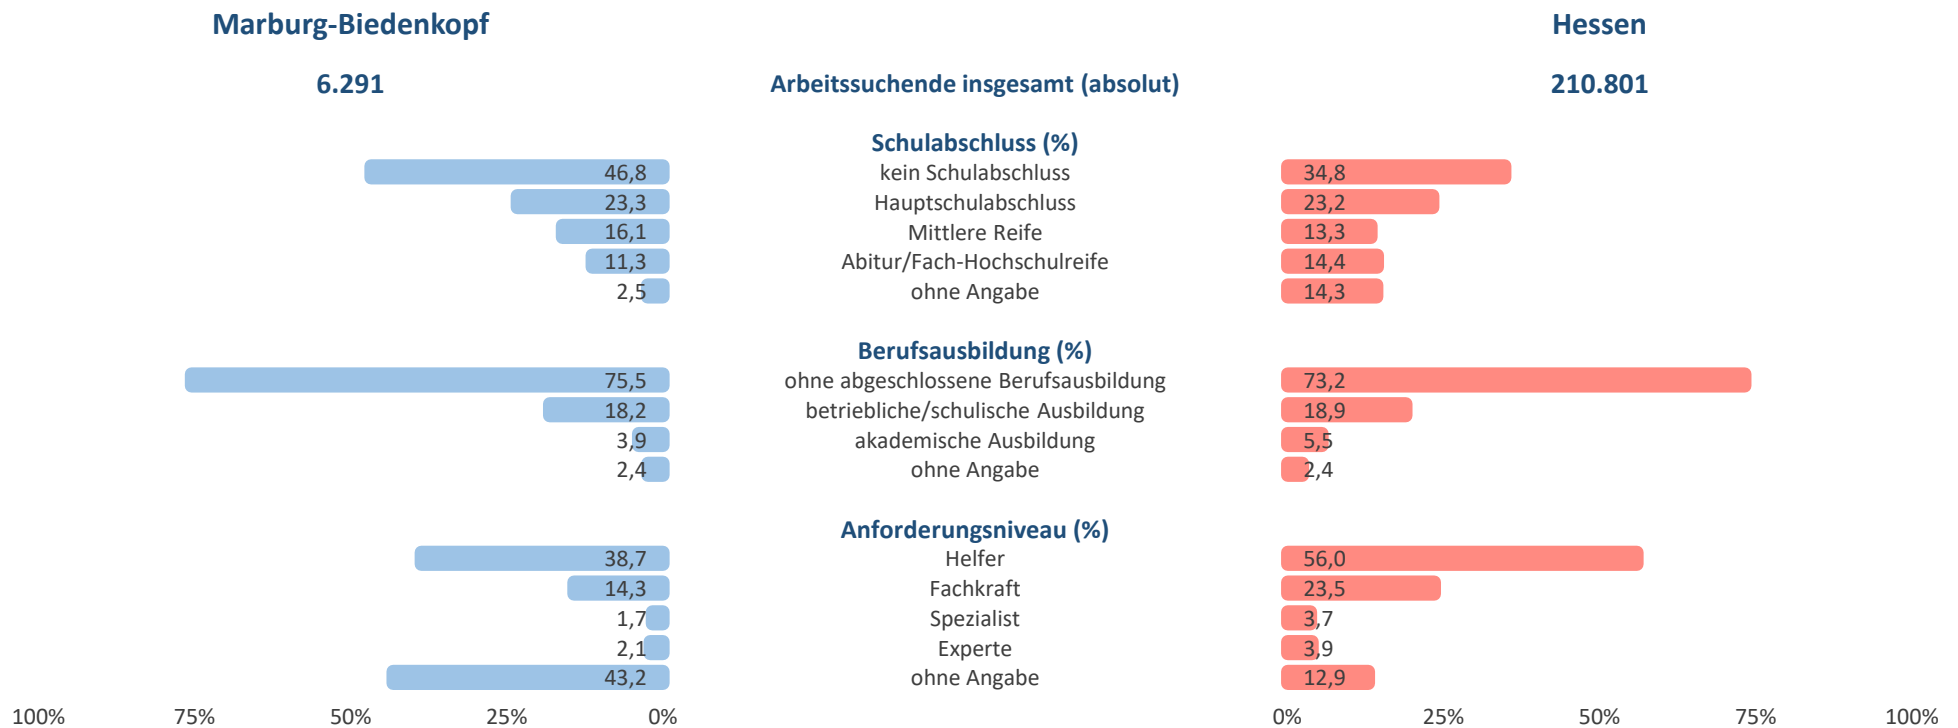 Marburg-Biedenkopf Hessen
6.291 Arbeitssuchende insgesamt (absolut) 210.801
Schulabschluss (%)
46,8 kein Schulabschluss 34,8
23,3 Hauptschulabschluss 23,2
16,1 Mittlere Reife 13,3
11,3 Abitur/Fach-Hochschulreife 14,4
2,5 ohne Angabe 14,3
Berufsausbildung (%)
75,5 ohne abgeschlossene Berufsausbildung 73,2
18,2 betriebliche/schulische Ausbildung 18,9
3,9 akademische Ausbildung 5,5
2,4 ohne Angabe 2,4
Anforderungsniveau (%)
38,7 Helfer 56,0
14,3 Fachkraft 23,5
1,7 Spezialist 3,7
2,1 Experte 3,9
43,2 ohne Angabe 12,9
100% 75% 50% 25% 0% 0% 25% 50% 75% 100%